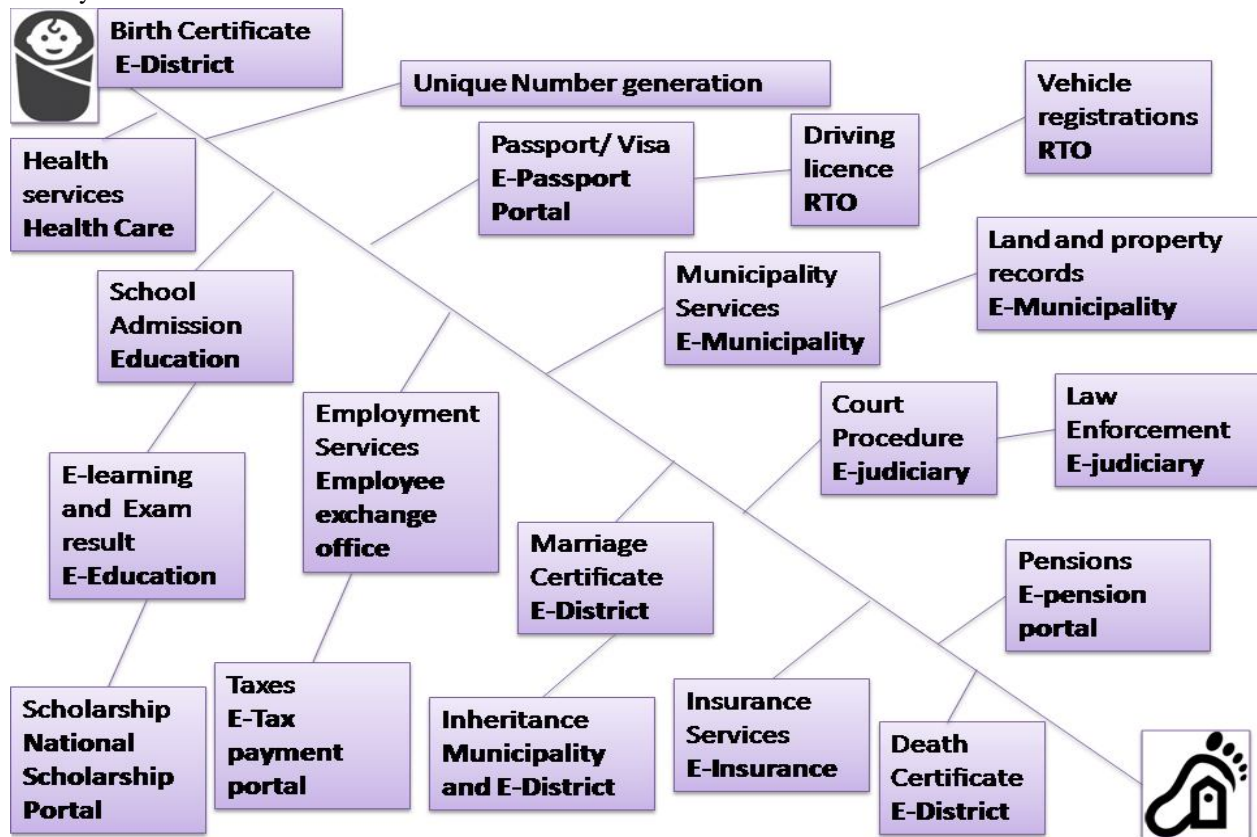 Birth Certificate
E-District
Unique Number generation
Health
services
Health Care
Passport/ Visa
E-Passport
Portal
Driving
licence
RTO
Vehicle
registrations
RTO
School
Admission
Education
Municipality
Services
E-Municipality
Land and property
records
E-Municipality
E-learning
and Exam
result
E-Education
Employment
Services
Employee
exchange
office
Court
Procedure
E-judiciary
Law
Enforcement
E-judiciary
Marriage
Certificate
E-District
Pensions
E-pension
portal
Scholarship
National
Scholarship
Portal
Taxes
E-Tax
payment
portal
Inheritance
Municipality
and E-District
Insurance
Services
E-Insurance
Death
Certificate
E-District